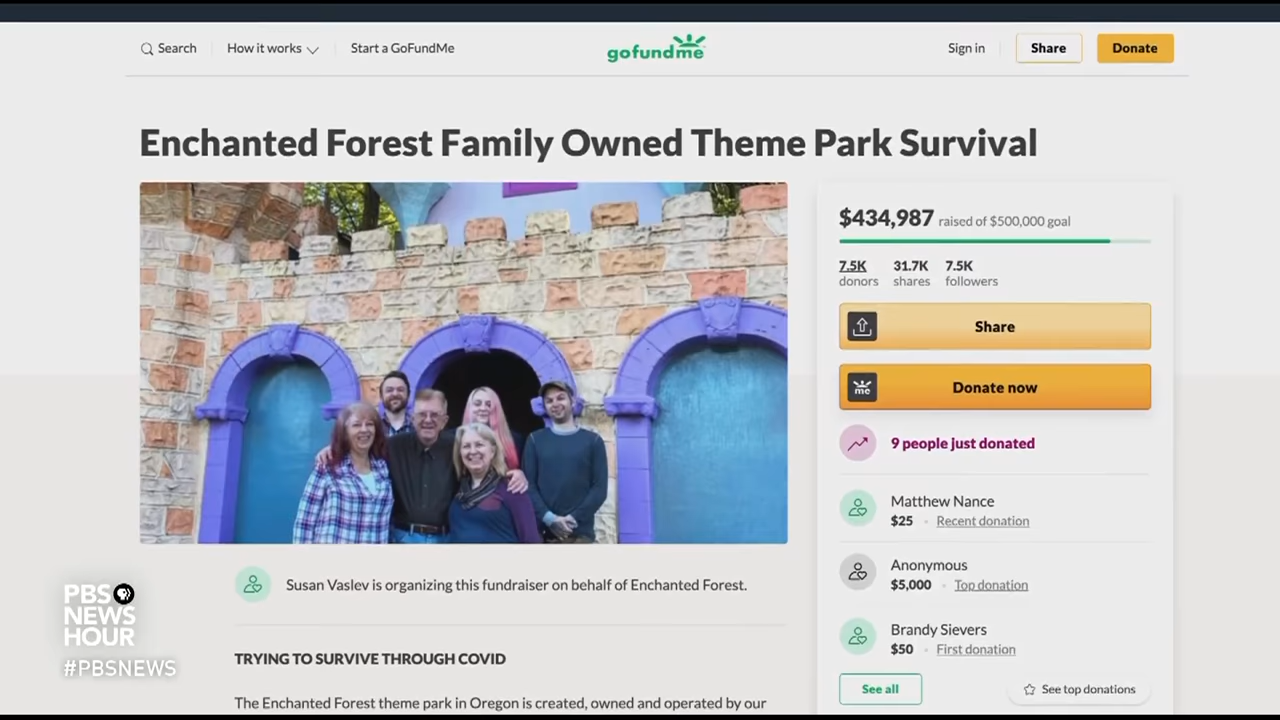 Search
How it works
Start a GoFundMe
gofundme
Sign in
Share
Donate
Enchanted Forest Family Owned Theme Park Survival
$434,987 raised of $500,000 goal
7.5K 31.7K 7.5K
donors shares followers
Share
me Donate now
9 people just donated
Matthew Nance
$25 • Recent donation
Anonymous
$5,000 • Top donation
Brandy Sievers
$50 • First donation
See all
See top donations
Susan Vaslev is organizing this fundraiser on behalf of Enchanted Forest.
TRYING TO SURVIVE THROUGH COVID
The Enchanted Forest theme park in Oregon is created, owned and operated by our
PBS
NEWS
HOUR
#PBSNEWS